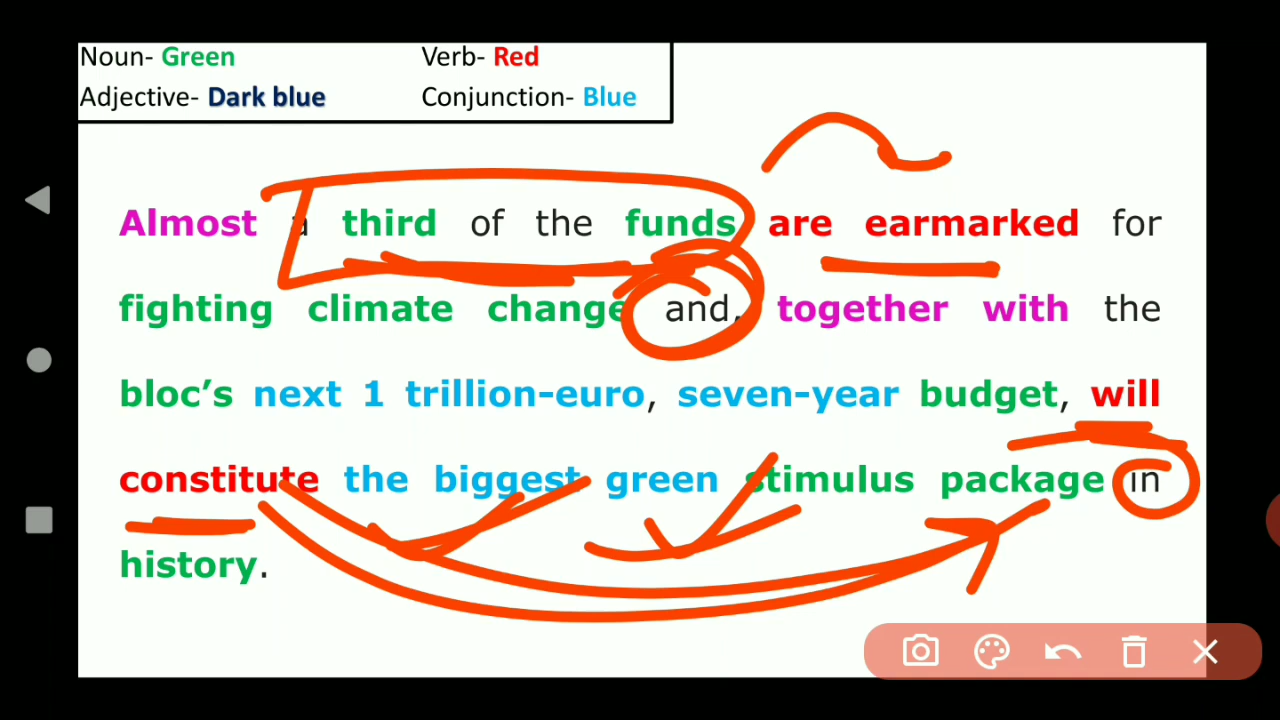 Noun- Green Verb- Red
Adjective- Dark blue Conjunction- Blue
Almost a third of the funds are earmarked for
fighting climate change and, together with the
bloc’s next 1 trillion-euro, seven-year budget, will
constitute the biggest green stimulus package in
history.